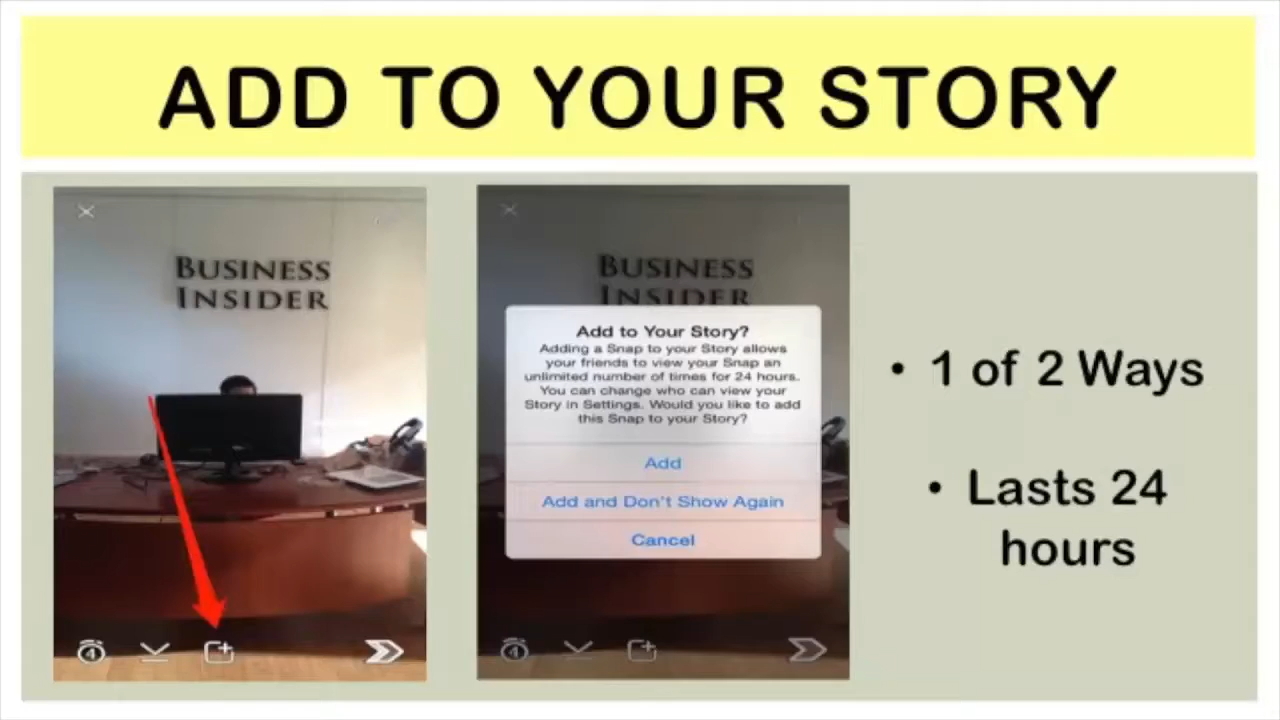 ADD TO YOUR STORY
BUSINESS
INSIDER
4
BUSINESS
INSIDER
Add to Your Story?
Adding a Snap to your Story allows
your friends to view your Snap an
unlimited number of times for 24 hours.
You can change who can view your
Story in Settings. Would you like to add
this Snap to your Story?
Add
Add and Don't Show Again
Cancel
4
• 1 of 2 Ways
• Lasts 24
hours